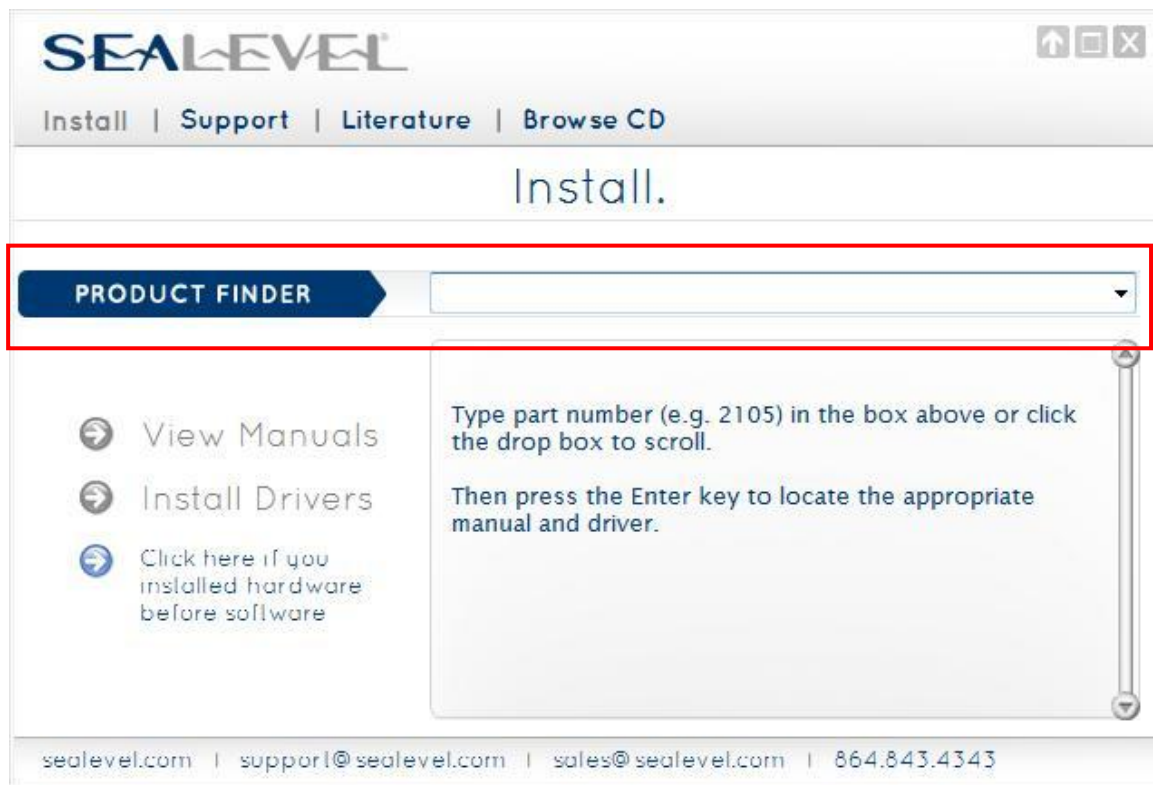 SEALEVEL
Install | Support | Literature | Browse CD
Install.
PRODUCT FINDER
Type part number (e.g. 2105) in the box above or click
the drop box to scroll.
Then press the Enter key to locate the appropriate
manual and driver.
View Manuals
Install Drivers
Click here if you
installed hardware
before software
sealevel.com | support@sealevel.com | sales@sealevel.com | 864.843.4343